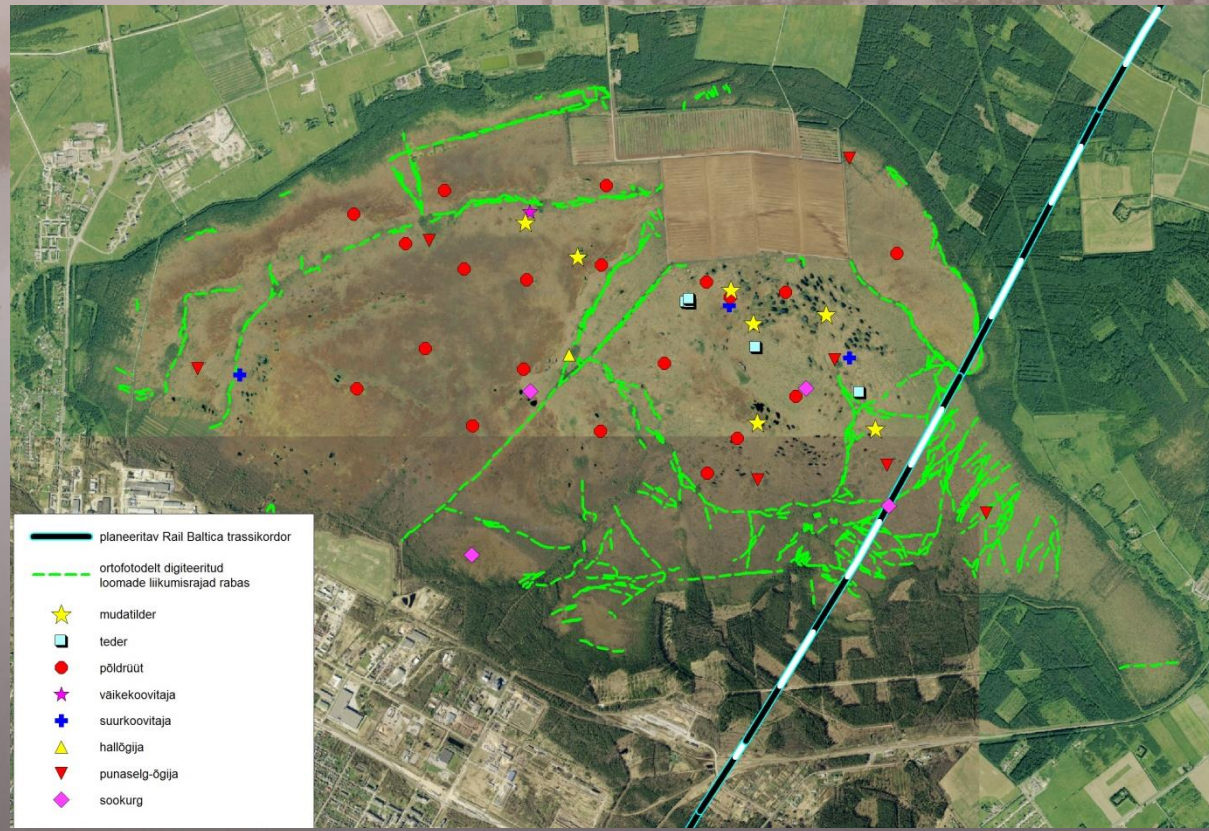 planeeritav Rail Baltica trassikordor
ortofotodelt digiteeritud
loomade liikumisrajad rabas
mudatilder
teder
põldrüüt
väikekoovitaja
suurkoovitaja
hallõgija
punaselg-õgija
sookurg